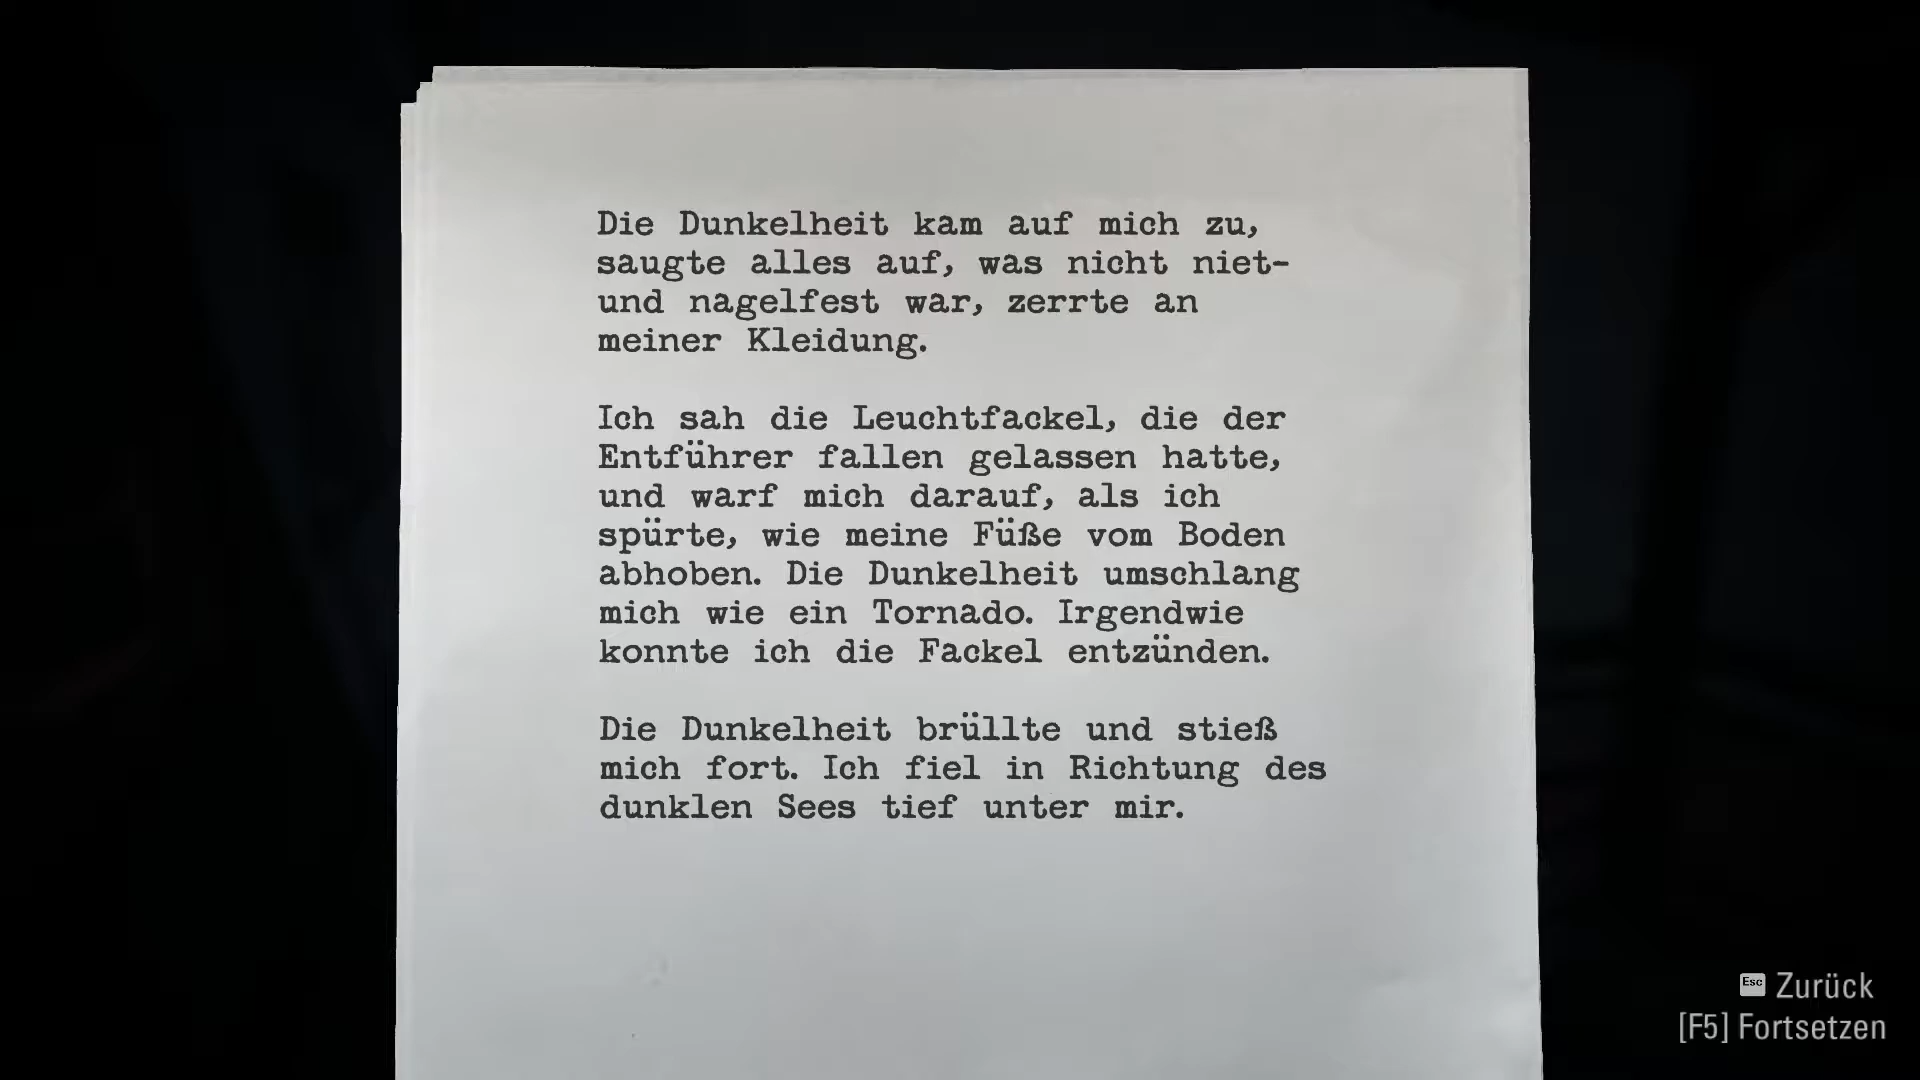 Die Dunkelheit kam auf mich zu,
saugte alles auf, was nicht niet-
und nagelfest war, zerrte an
meiner Kleidung.
Ich sah die Leuchtfackel, die der
Entführer fallen gelassen hatte,
und warf mich darauf, als ich
spürte, wie meine Füße vom Boden
abhoben. Die Dunkelheit umschlang
mich wie ein Tornado. Irgendwie
konnte ich die Fackel entzünden.
Die Dunkelheit brüllte und stieß
mich fort. Ich fiel in Richtung des
dunklen Sees tief unter mir.
Esc Zurück
[F5] Fortsetzen